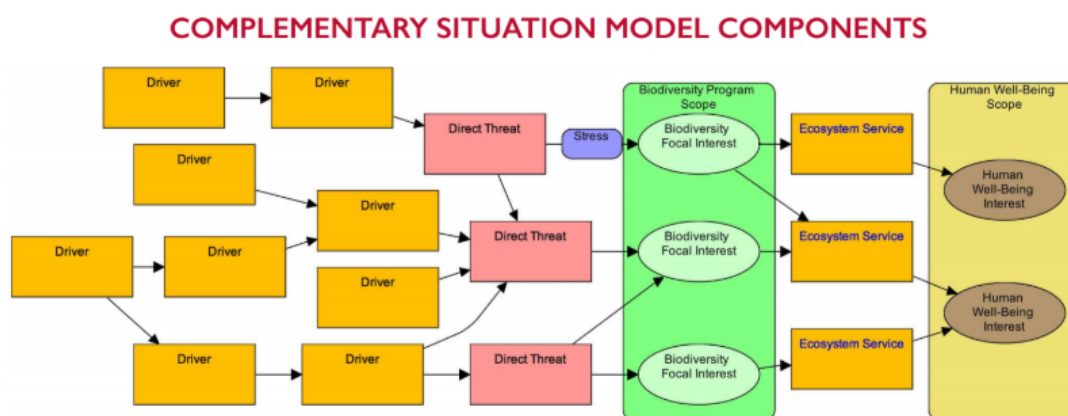 COMPLEMENTARY SITUATION MODEL COMPONENTS
Driver
Driver
Direct Threat
Stress
Biodiversity Program
Scope
Biodiversity
Focal Interest
Ecosystem Service
Human Well-Being
Scope
Human
Well-Being
Interest
Driver
Driver
Driver
Driver
Driver
Direct Threat
Biodiversity
Focal Interest
Ecosystem Service
Human
Well-Being
Interest
Driver
Driver
Direct Threat
Biodiversity
Focal Interest
Ecosystem Service